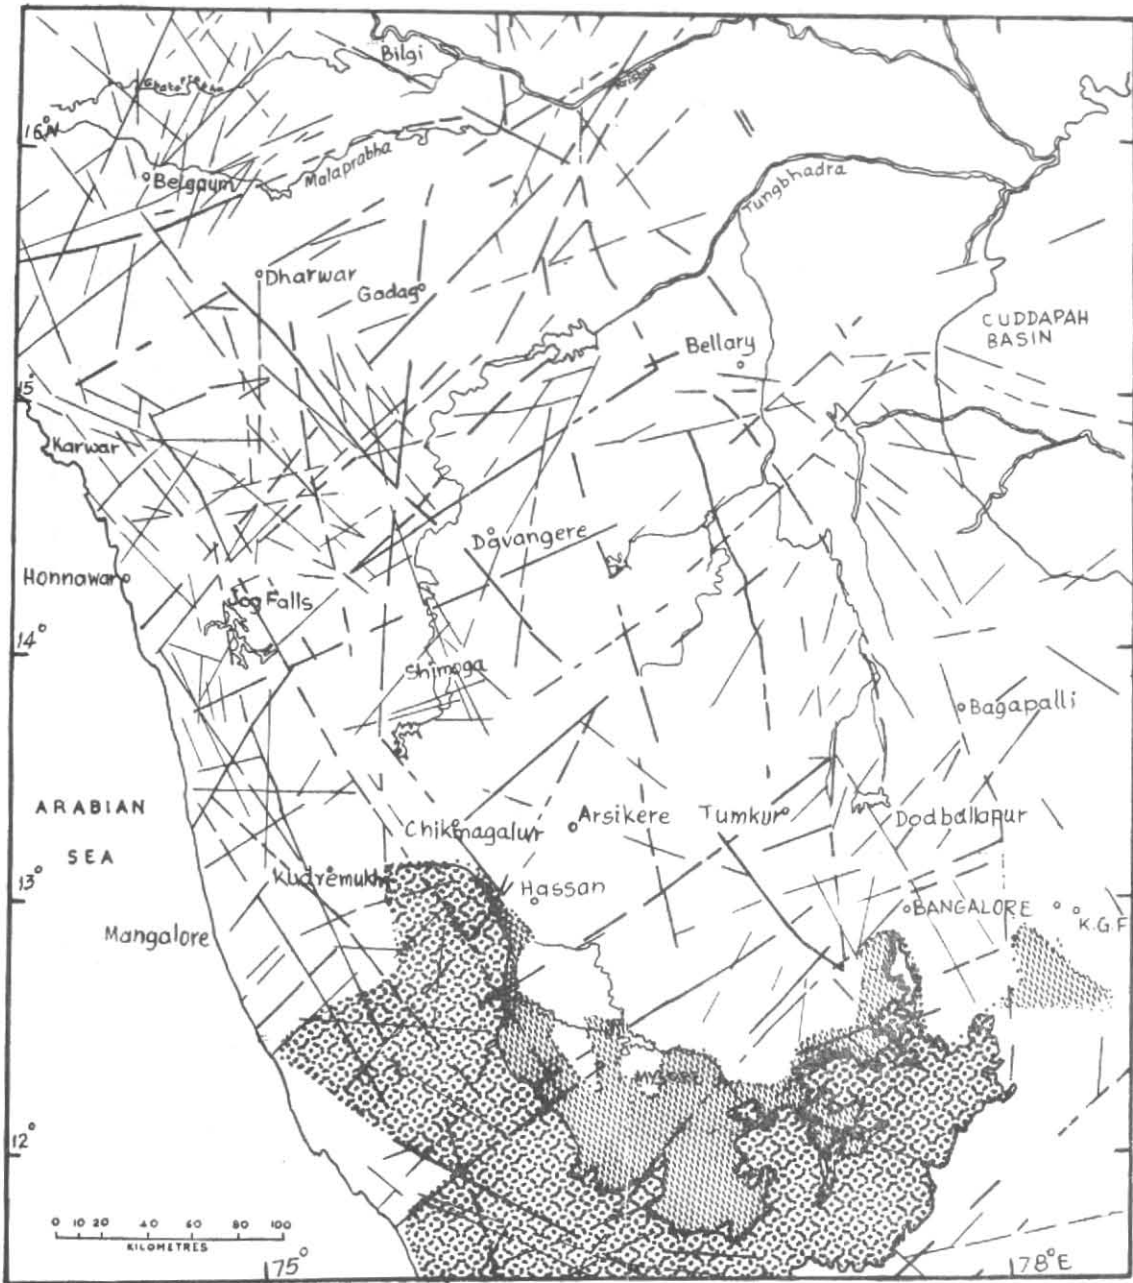 Bilgi
Krishna
16°N
Malaprabha
Belgaum
Tungbhadra
Dharwar
Gadag
CUDDAPAH
BASIN
Bellary
15°
Karwar
Davangere
Honnawar
Jog Falls
14°
Shimoga
Bagapalli
ARABIAN
SEA
Chikmagalur
Arsikere
Tumkur
Dodballapur
13°
Kudremukh
Hassan
BANGALORE
K.G.F
Mangalore
MYSORE
12°
0 10 20 40 60 80 100
KILOMETRES
75°
78°E